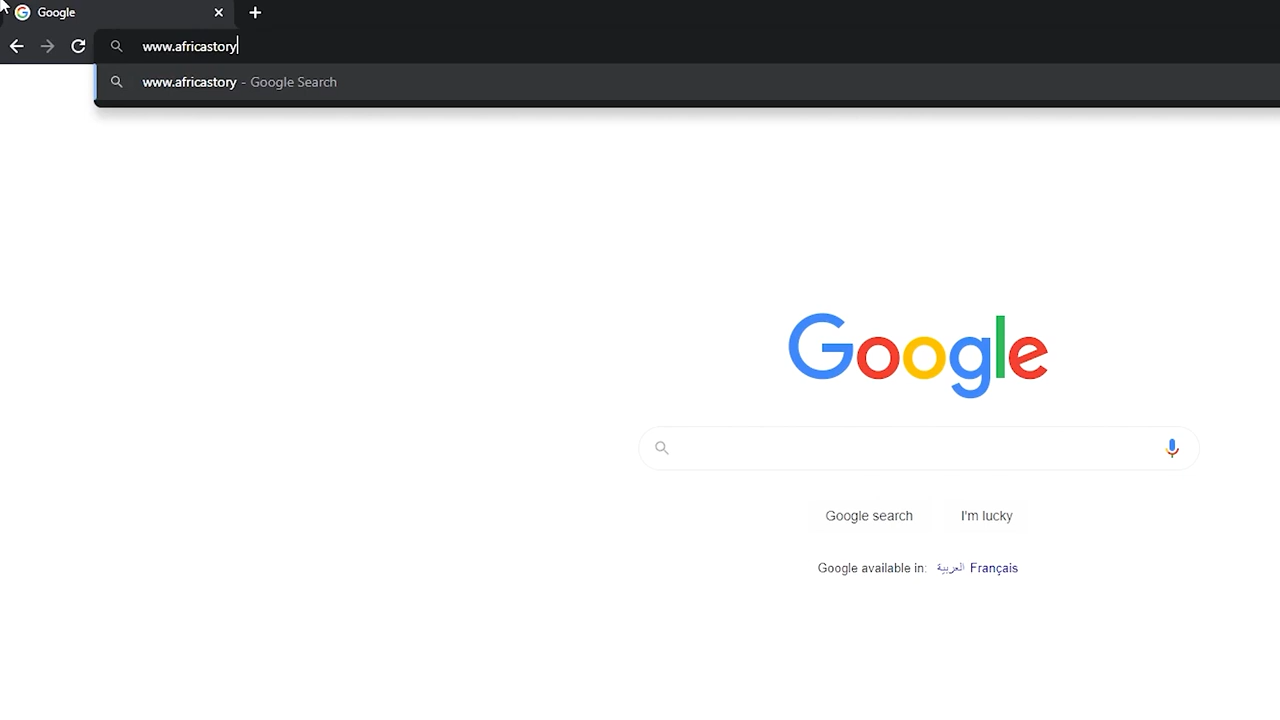 Google
www.africastory
www.africastory - Google Search
Google
Google search I'm lucky
Google available in: العربية Français